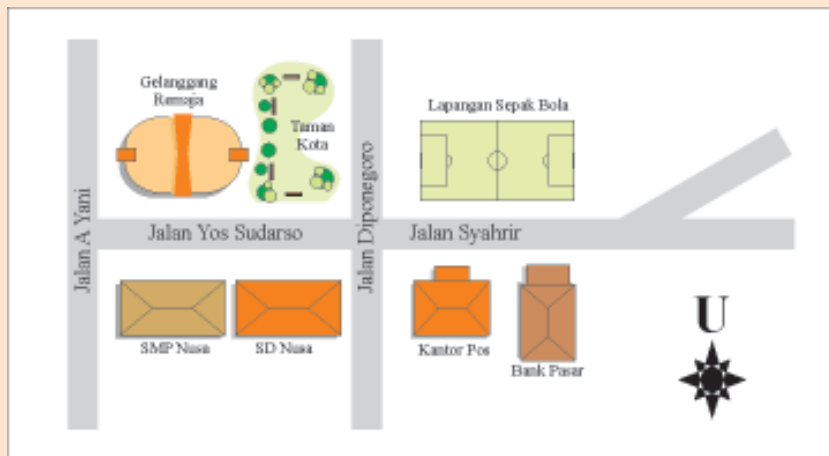 Gelanggang
Remaja
Taman
Kota
Lapangan Sepak Bola
Jalan A Yani
Jalan Yos Sudarso
Jalan Diponegoro
Jalan Syahrir
SMP Nusa
SD Nusa
Kantor Pos
Bank Pasar
U